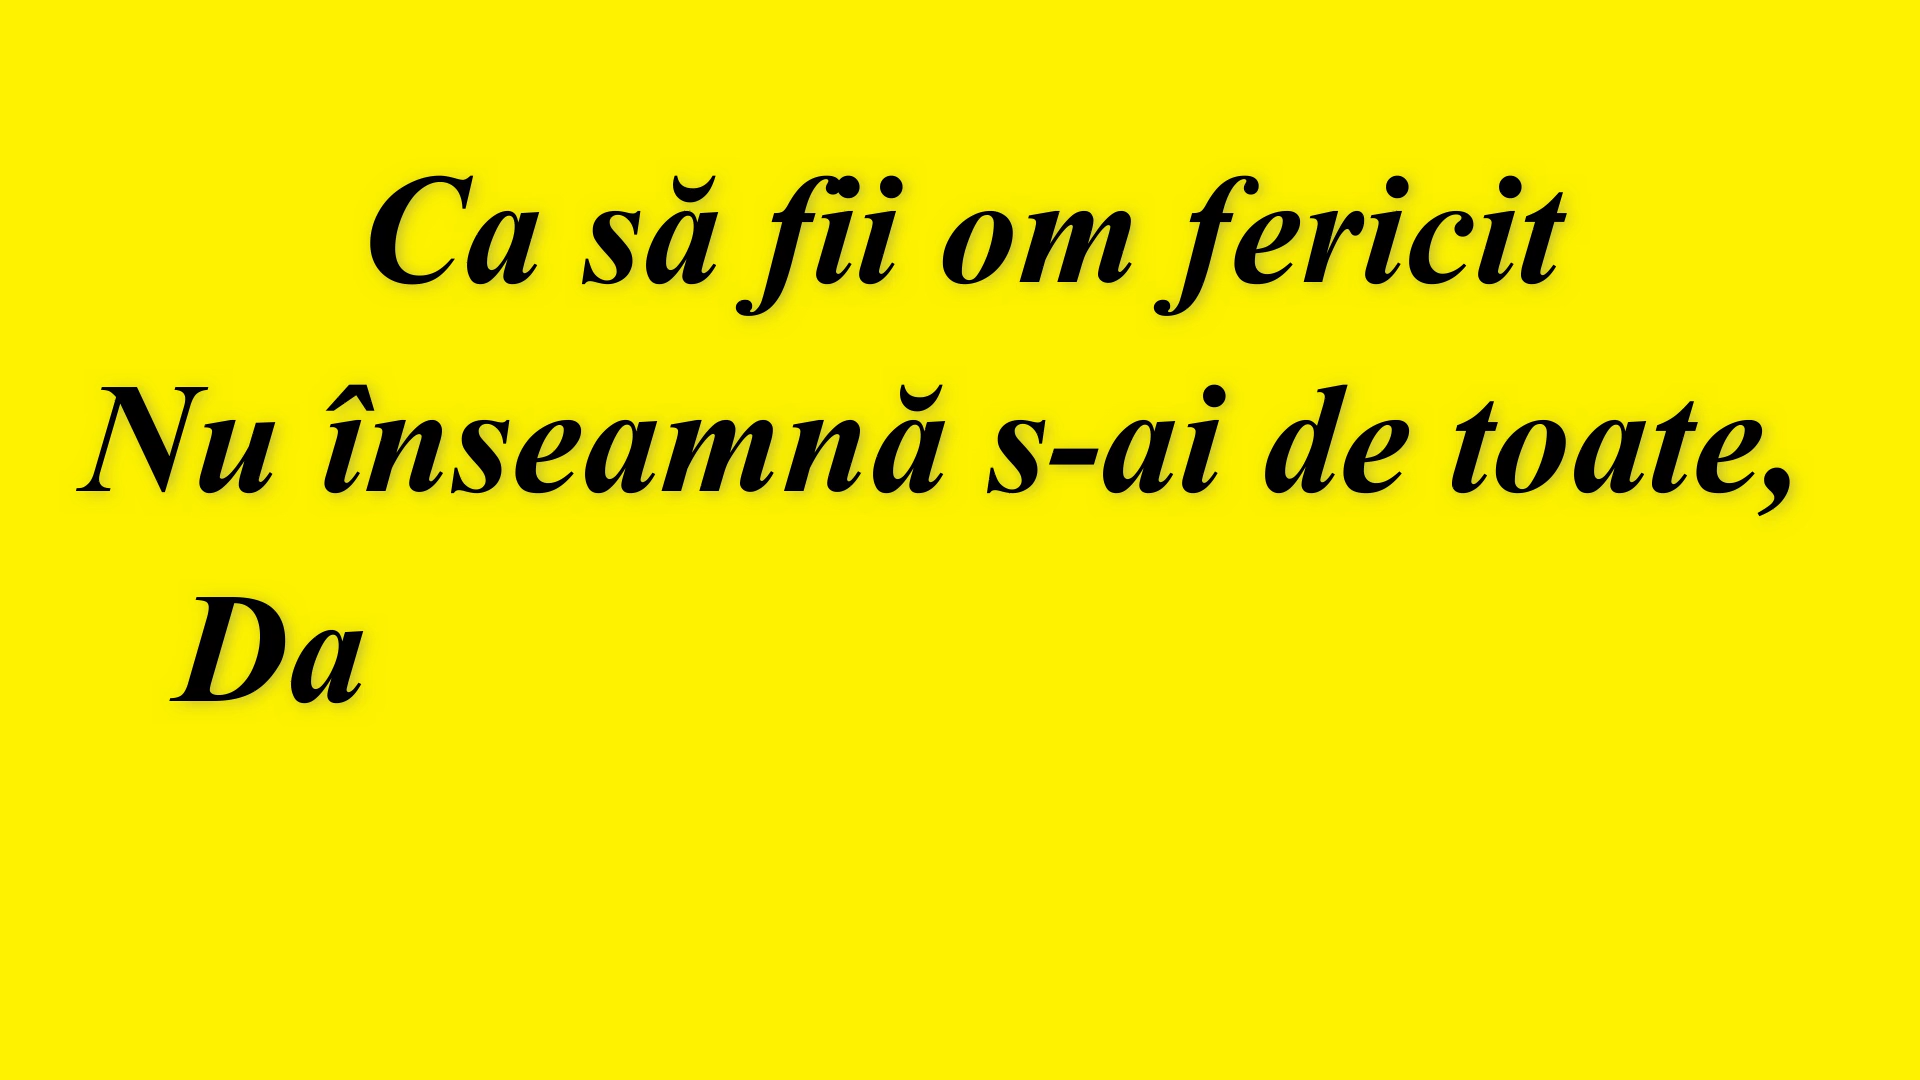 Ca să fii om fericit
Nu înseamnă s-ai de toate,
Da